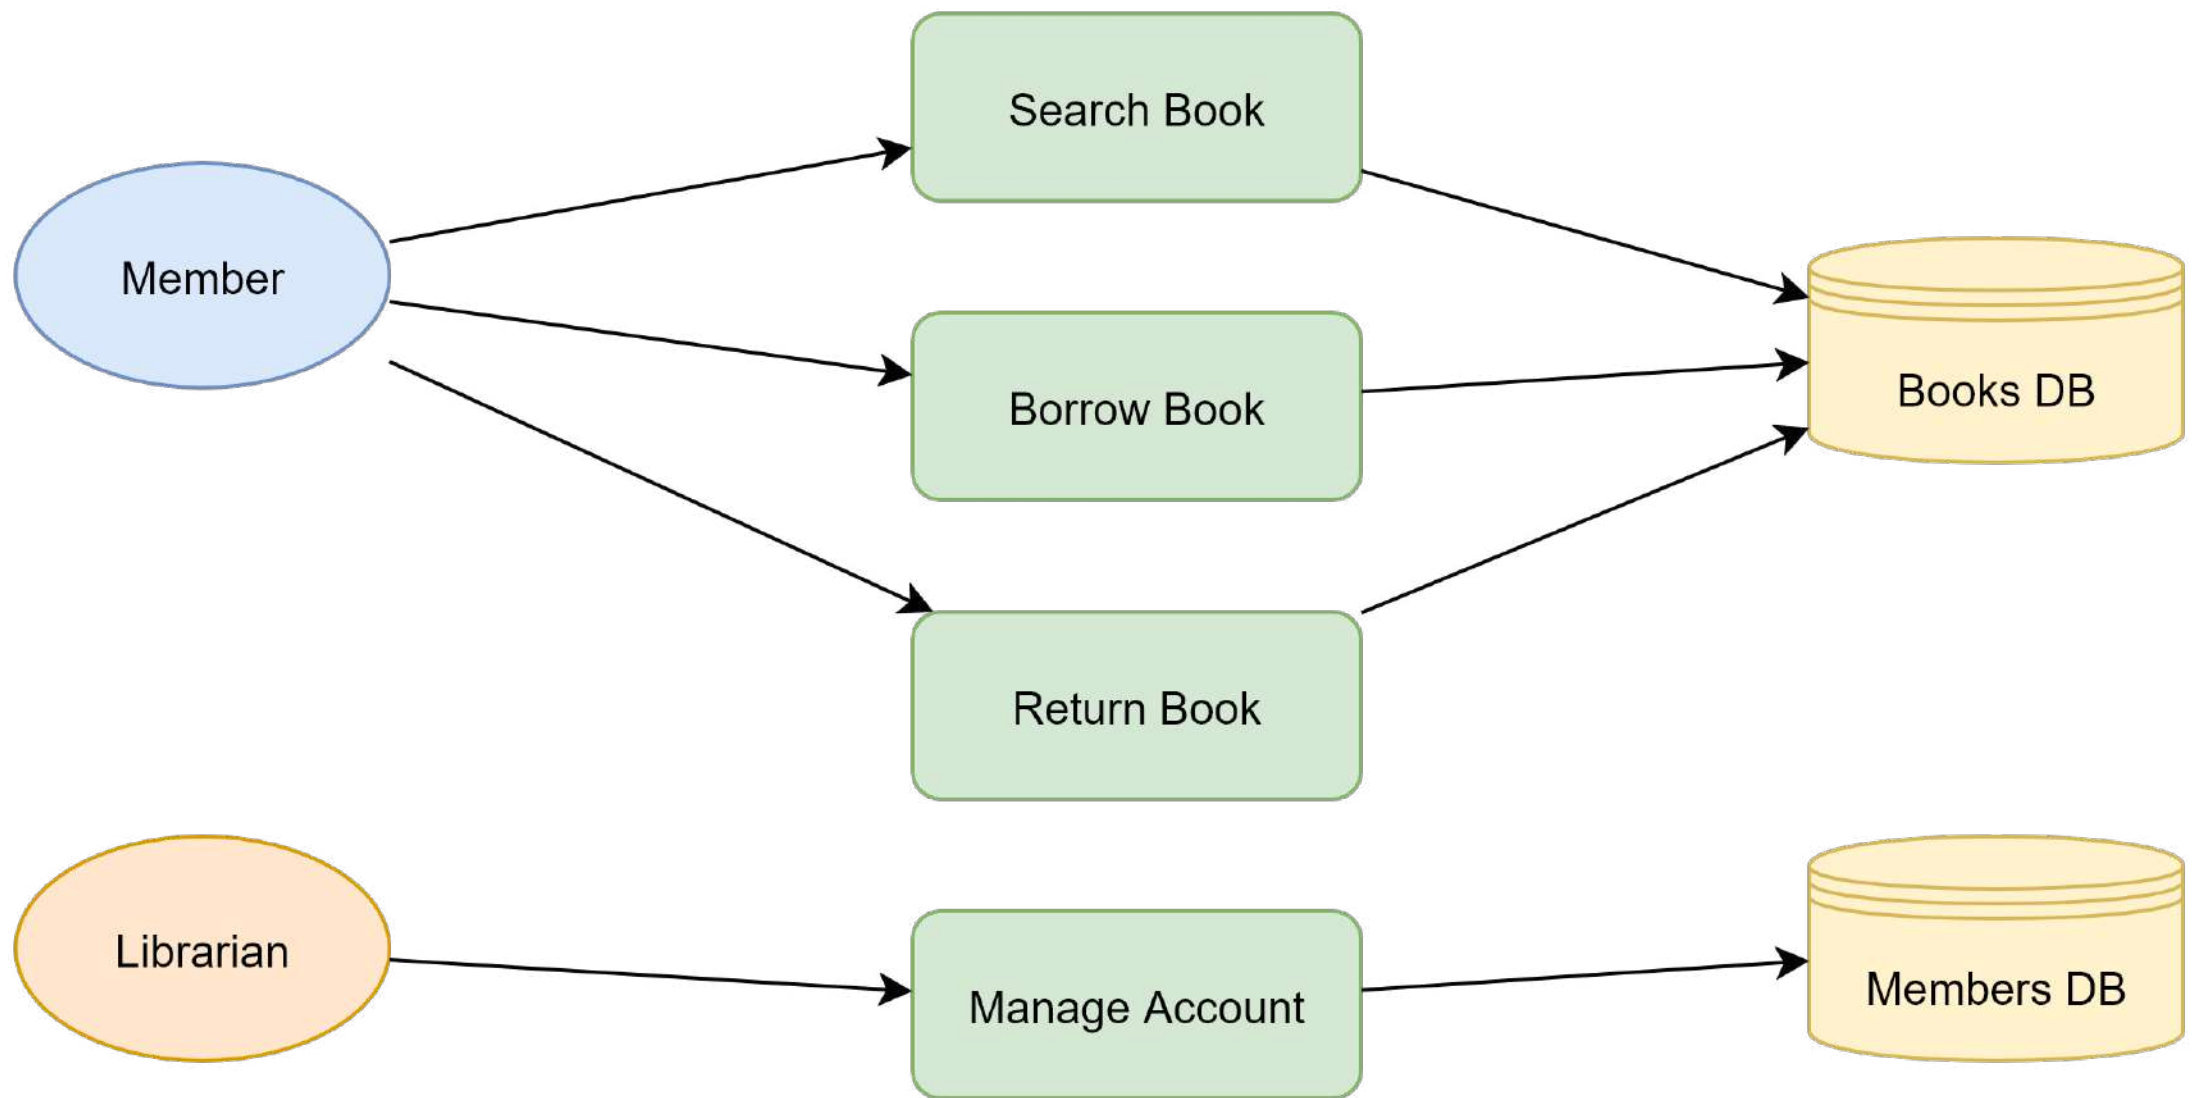 Search Book
Member
Borrow Book
Books DB
Return Book
Librarian
Manage Account
Members DB